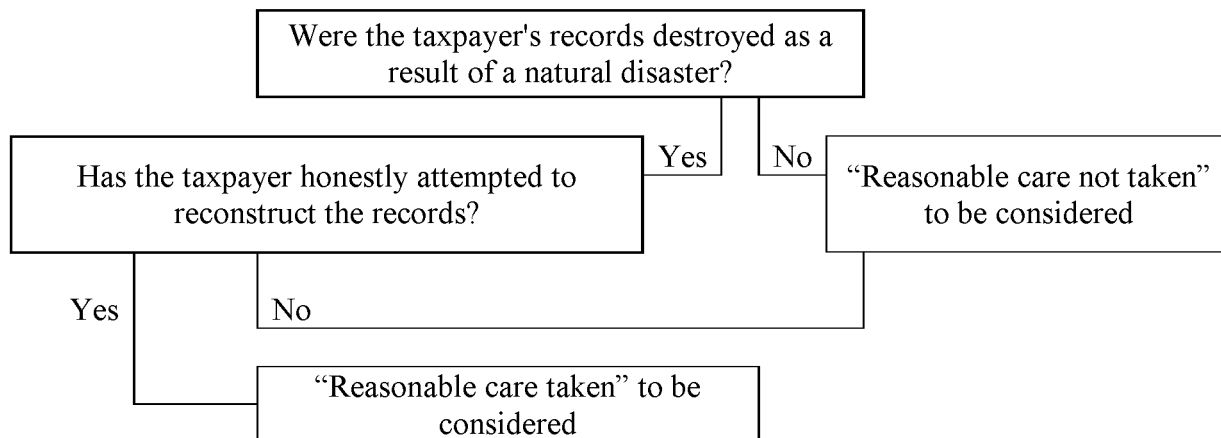 Were the taxpayer's records destroyed as a
result of a natural disaster?
Yes
No
Has the taxpayer honestly attempted to
reconstruct the records?
“Reasonable care not taken”
to be considered
Yes
No
“Reasonable care taken” to be
considered